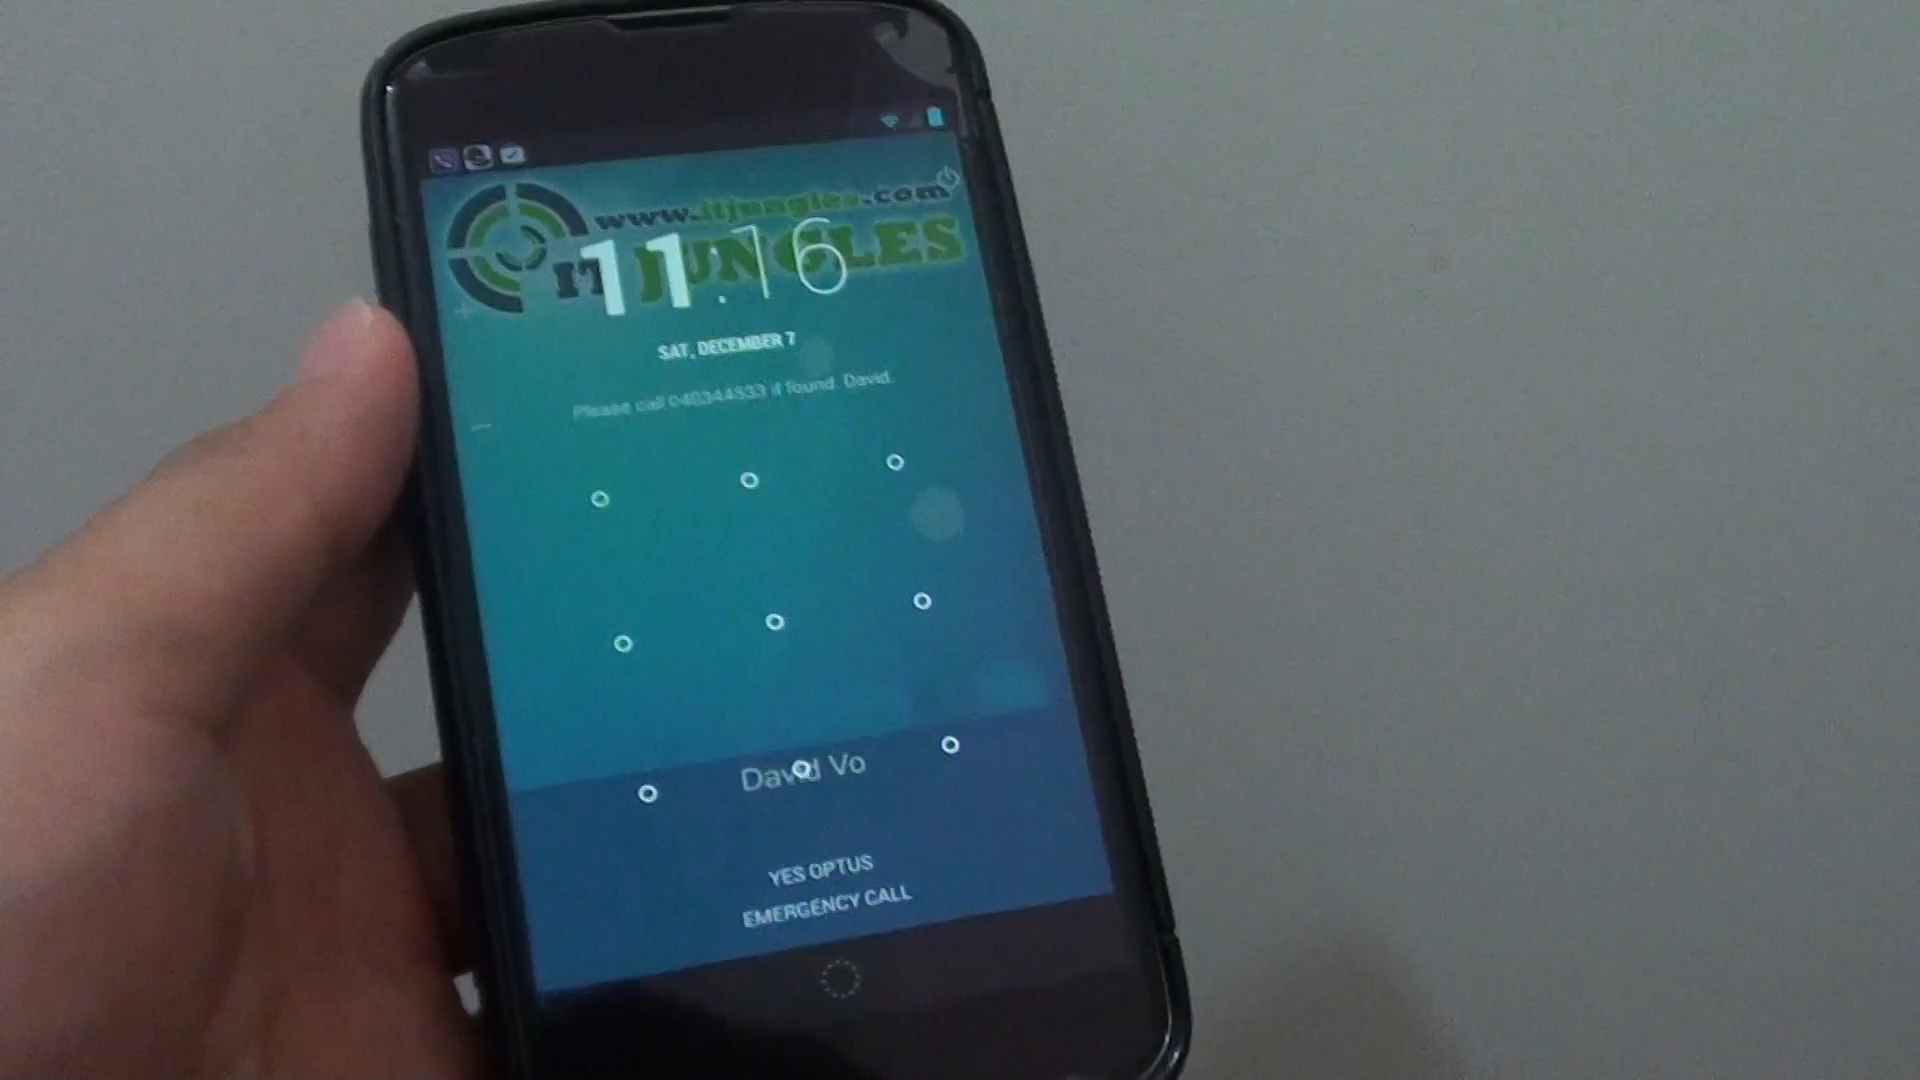 www.itjungles.com
IT JUNGLES
11:16
SAT, DECEMBER 7
Please call 040344833 if found. David.
David Vo
YES OPTUS
EMERGENCY CALL